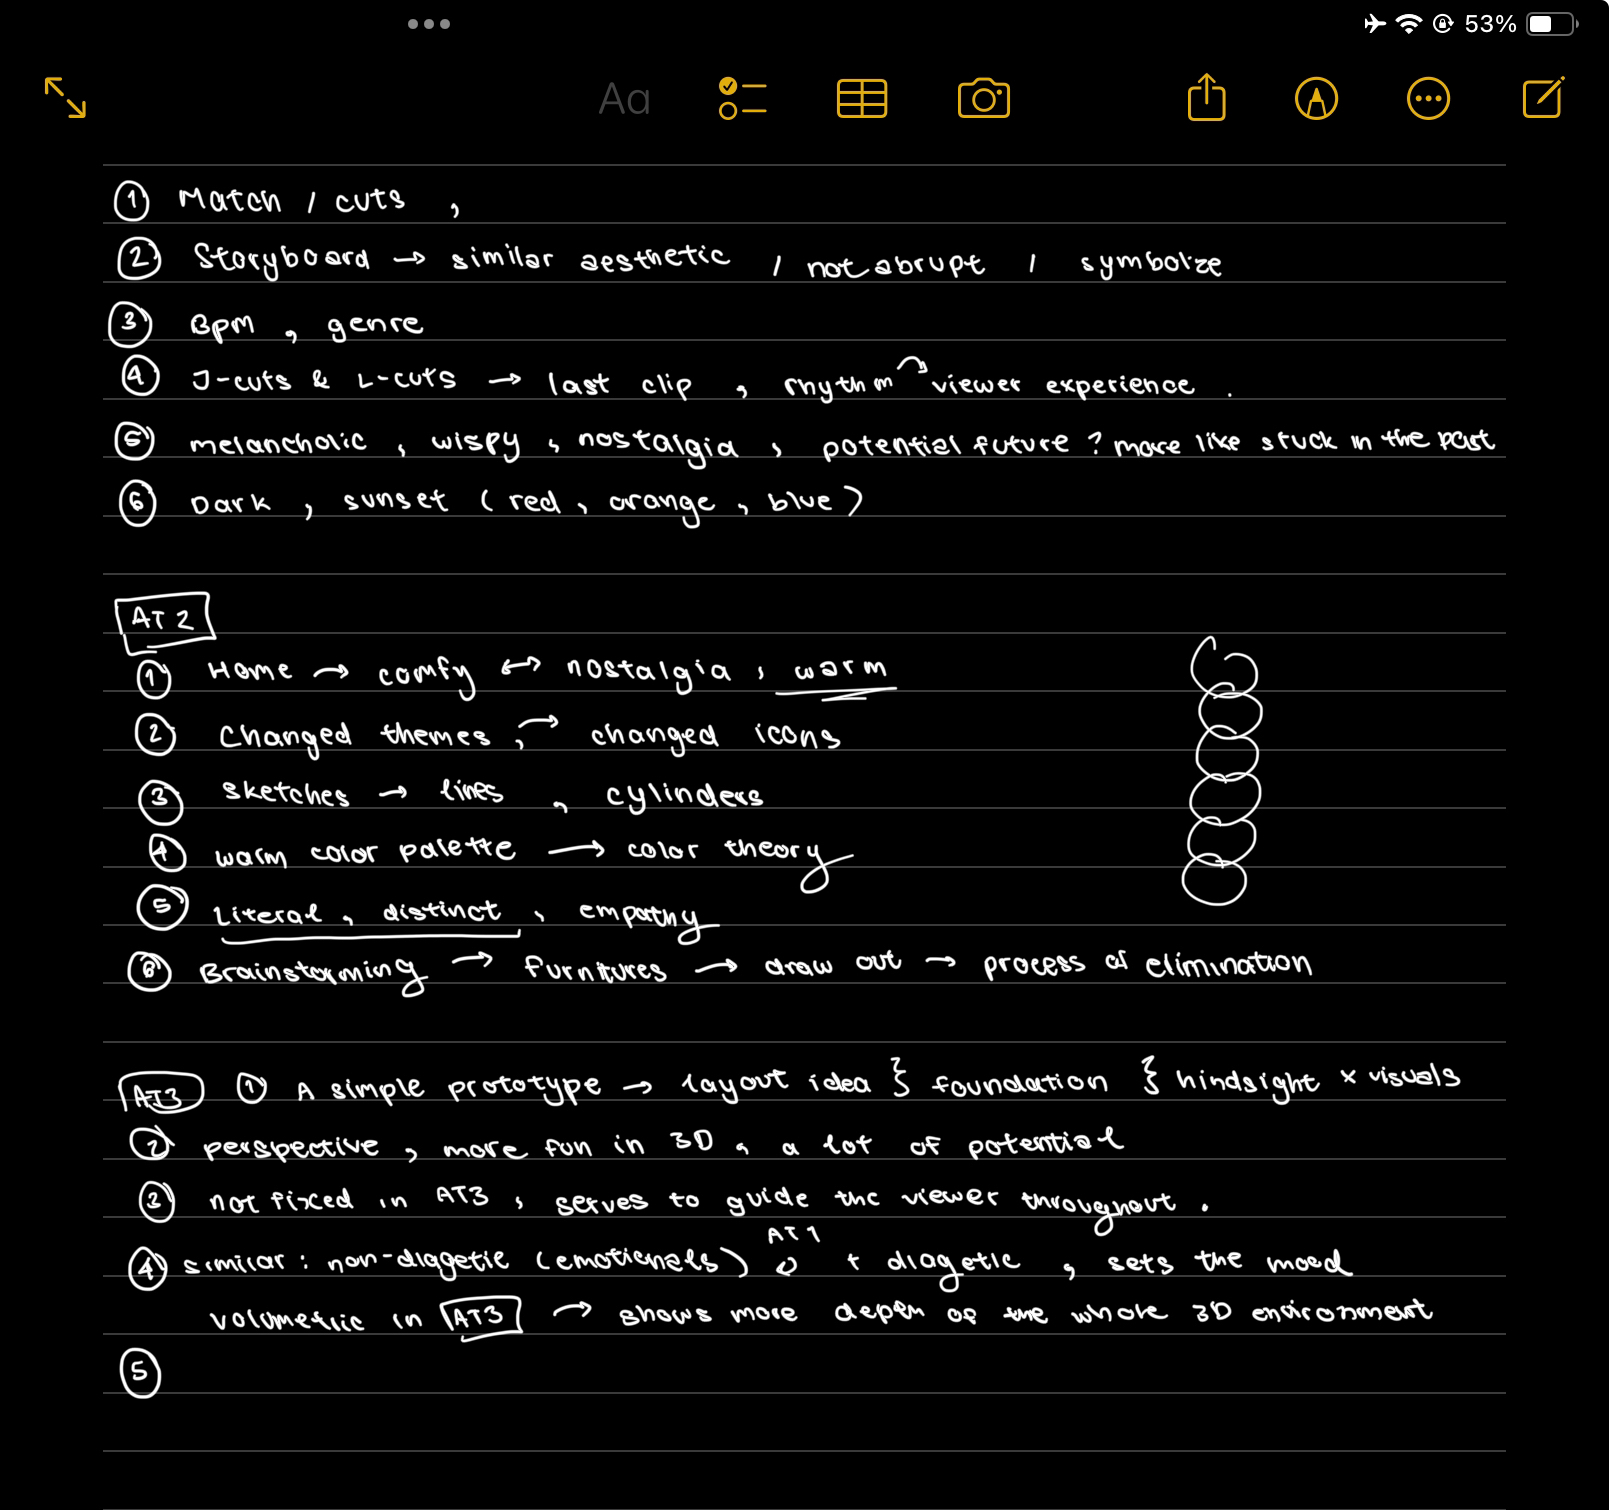 53%
Aa
① Match / cuts ,
② Storyboard → similar aesthetic / not abrupt / symbolize
③ Bpm , genre
④ J-cuts & L-cuts → last clip , rhythm → viewer experience .
⑤ melancholic , wispy , nostalgia , potential future ? more like stuck in the past
⑥ Dark , sunset ( red , orange , blue )
AT 2
① Home → comfy ↔ nostalgia , warm
② Changed themes , → changed icons
③ sketches → lines , cylinders
④ warm color palette → color theory
⑤ Literal , distinct , empathy
⑥ Brainstorming → furnitures → draw out → process of elimination
AT3 ① A simple prototype → layout idea } foundation } hindsight x visuals
② perspective , more fun in 3D , a lot of potential
③ not fixed in AT3 , serves to guide the viewer throughout .
AT 1
④ similar : non-diagetic (emotionals) + diagetic , sets the mood
volumetric in AT3 → shows more depth of the whole 3D environment
⑤